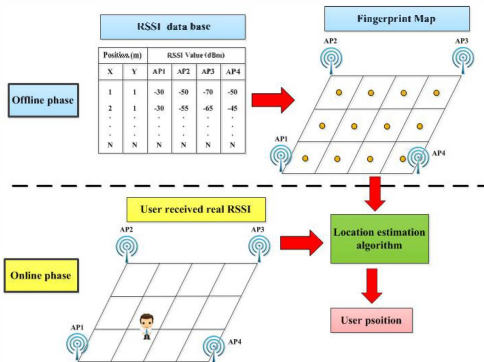 RSSI data base
Fingerprint Map
Position (m) RSSI Value (dBm)
X Y AP1 AP2 AP3 AP4
1 1 -30 -50 -70 -50
2 1 -30 -55 -65 -45
. . . . . .
. . . . . .
. . . . . .
N N N N N N
Offline phase
AP2
AP3
AP1
AP4
User received real RSSI
Location estimation
algorithm
Online phase
AP2
AP3
AP1
AP4
User psoition